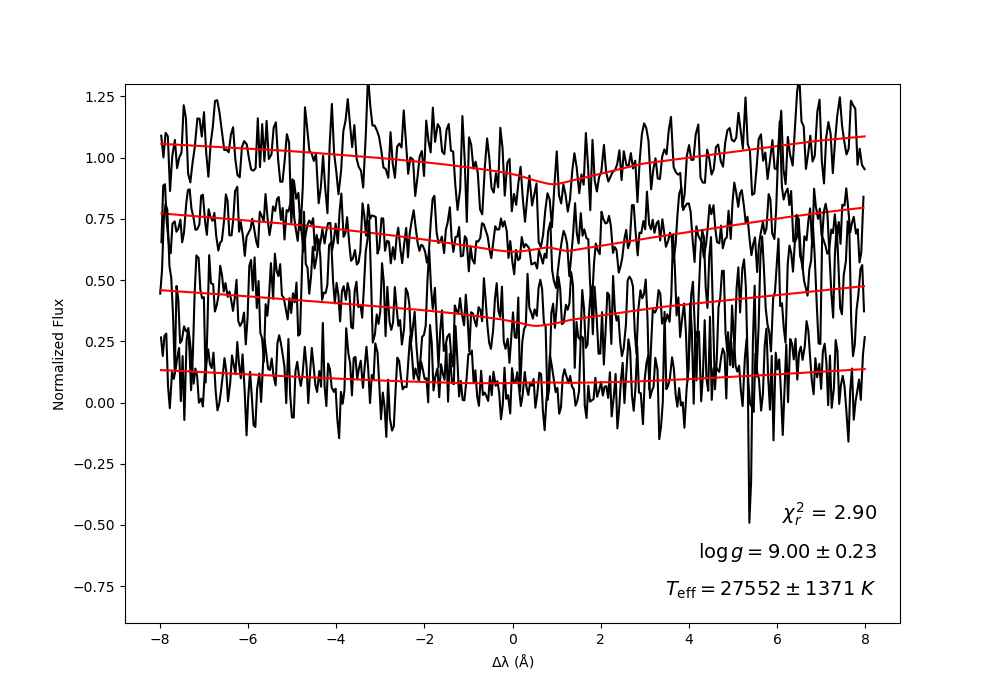 1.25
1.00
0.75
0.50
0.25
0.00
−0.25
−0.50
−0.75
Normalized Flux
χ²ᵣ = 2.90
log g = 9.00 ± 0.23
T_eff = 27552 ± 1371 K
−8 −6 −4 −2 0 2 4 6 8
Δλ (Å)